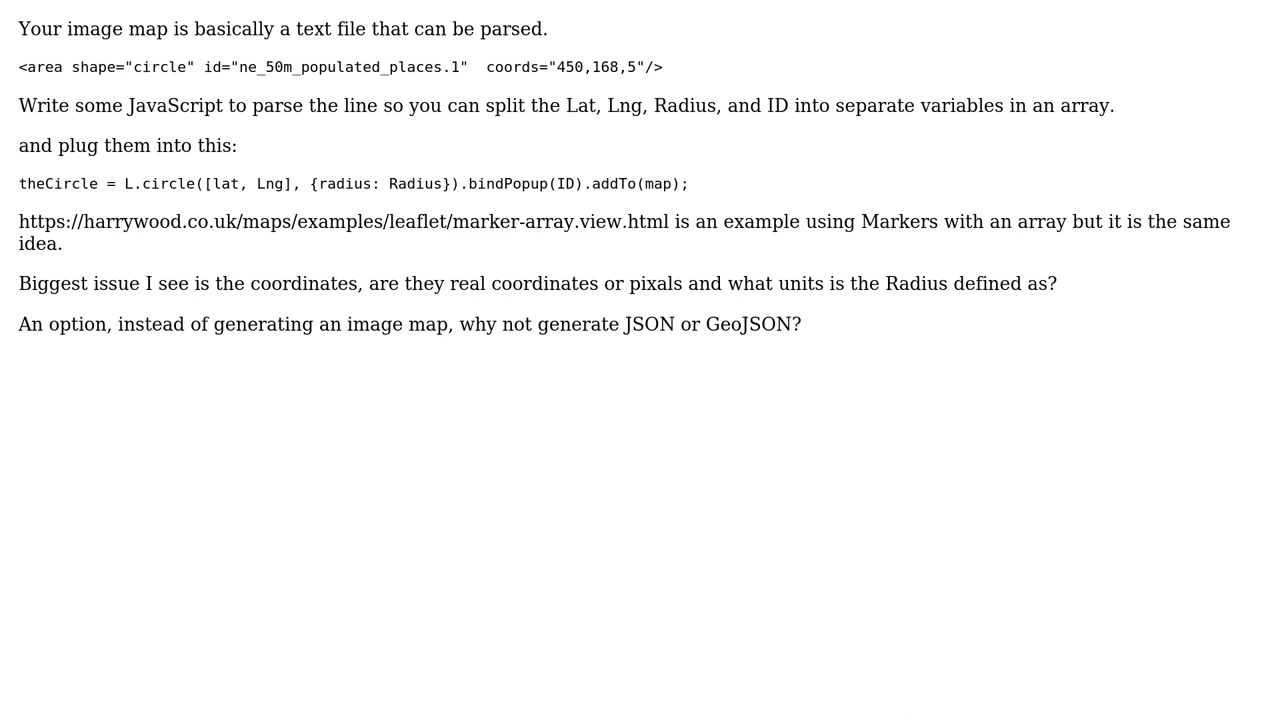 Your image map is basically a text file that can be parsed.
<area shape="circle" id="ne_50m_populated_places.1"  coords="450,168,5"/>
Write some JavaScript to parse the line so you can split the Lat, Lng, Radius, and ID into separate variables in an array.
and plug them into this:
theCircle = L.circle([lat, Lng], {radius: Radius}).bindPopup(ID).addTo(map);
https://harrywood.co.uk/maps/examples/leaflet/marker-array.view.html is an example using Markers with an array but it is the same
idea.
Biggest issue I see is the coordinates, are they real coordinates or pixals and what units is the Radius defined as?
An option, instead of generating an image map, why not generate JSON or GeoJSON?